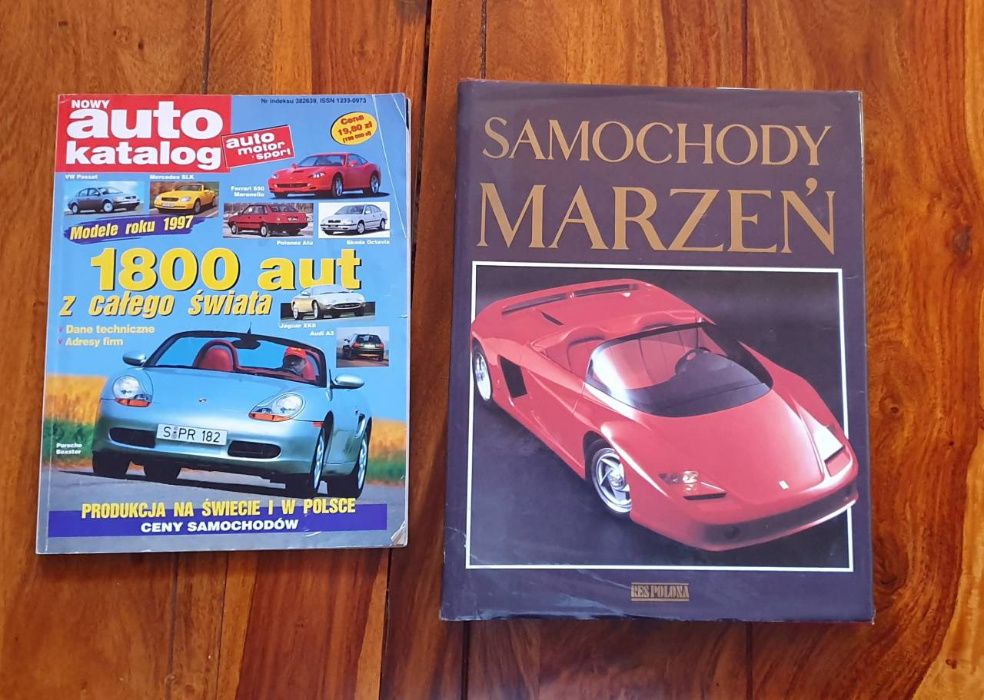 NOWY
auto
katalog
Nr indeksu 382639, ISSN 1233-0973
auto
motor
sport
Cena
19,80 zł
VW Passat
Mercedes SLK
Ferrari 550
Maranello
Modele roku 1997
Polonez Atu
Skoda Octavia
1800 aut
z całego świata
Jaguar XK8
Audi A3
Dane techniczne
Adresy firm
S PR 182
Porsche
Boxster
PRODUKCJA NA ŚWIECIE I W POLSCE
CENY SAMOCHODÓW
SAMOCHODY
MARZEŃ
RES POLONA